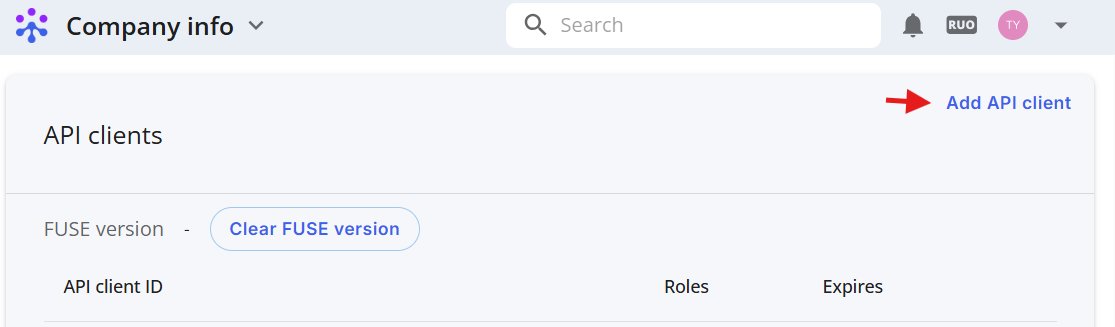 Company info
Search
RUO
TY
Add API client
API clients
FUSE version - Clear FUSE version
API client ID Roles Expires